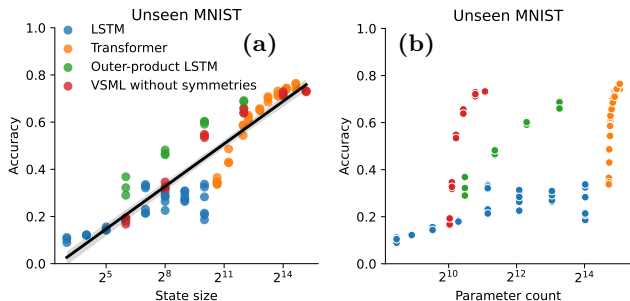 Unseen MNIST
(a)
LSTM
Transformer
Outer-product LSTM
VSML without symmetries
Accuracy
1.0
0.8
0.6
0.4
0.2
0.0
2^5
2^8
2^11
2^14
State size
Unseen MNIST
(b)
Accuracy
1.0
0.8
0.6
0.4
0.2
0.0
2^10
2^12
2^14
Parameter count